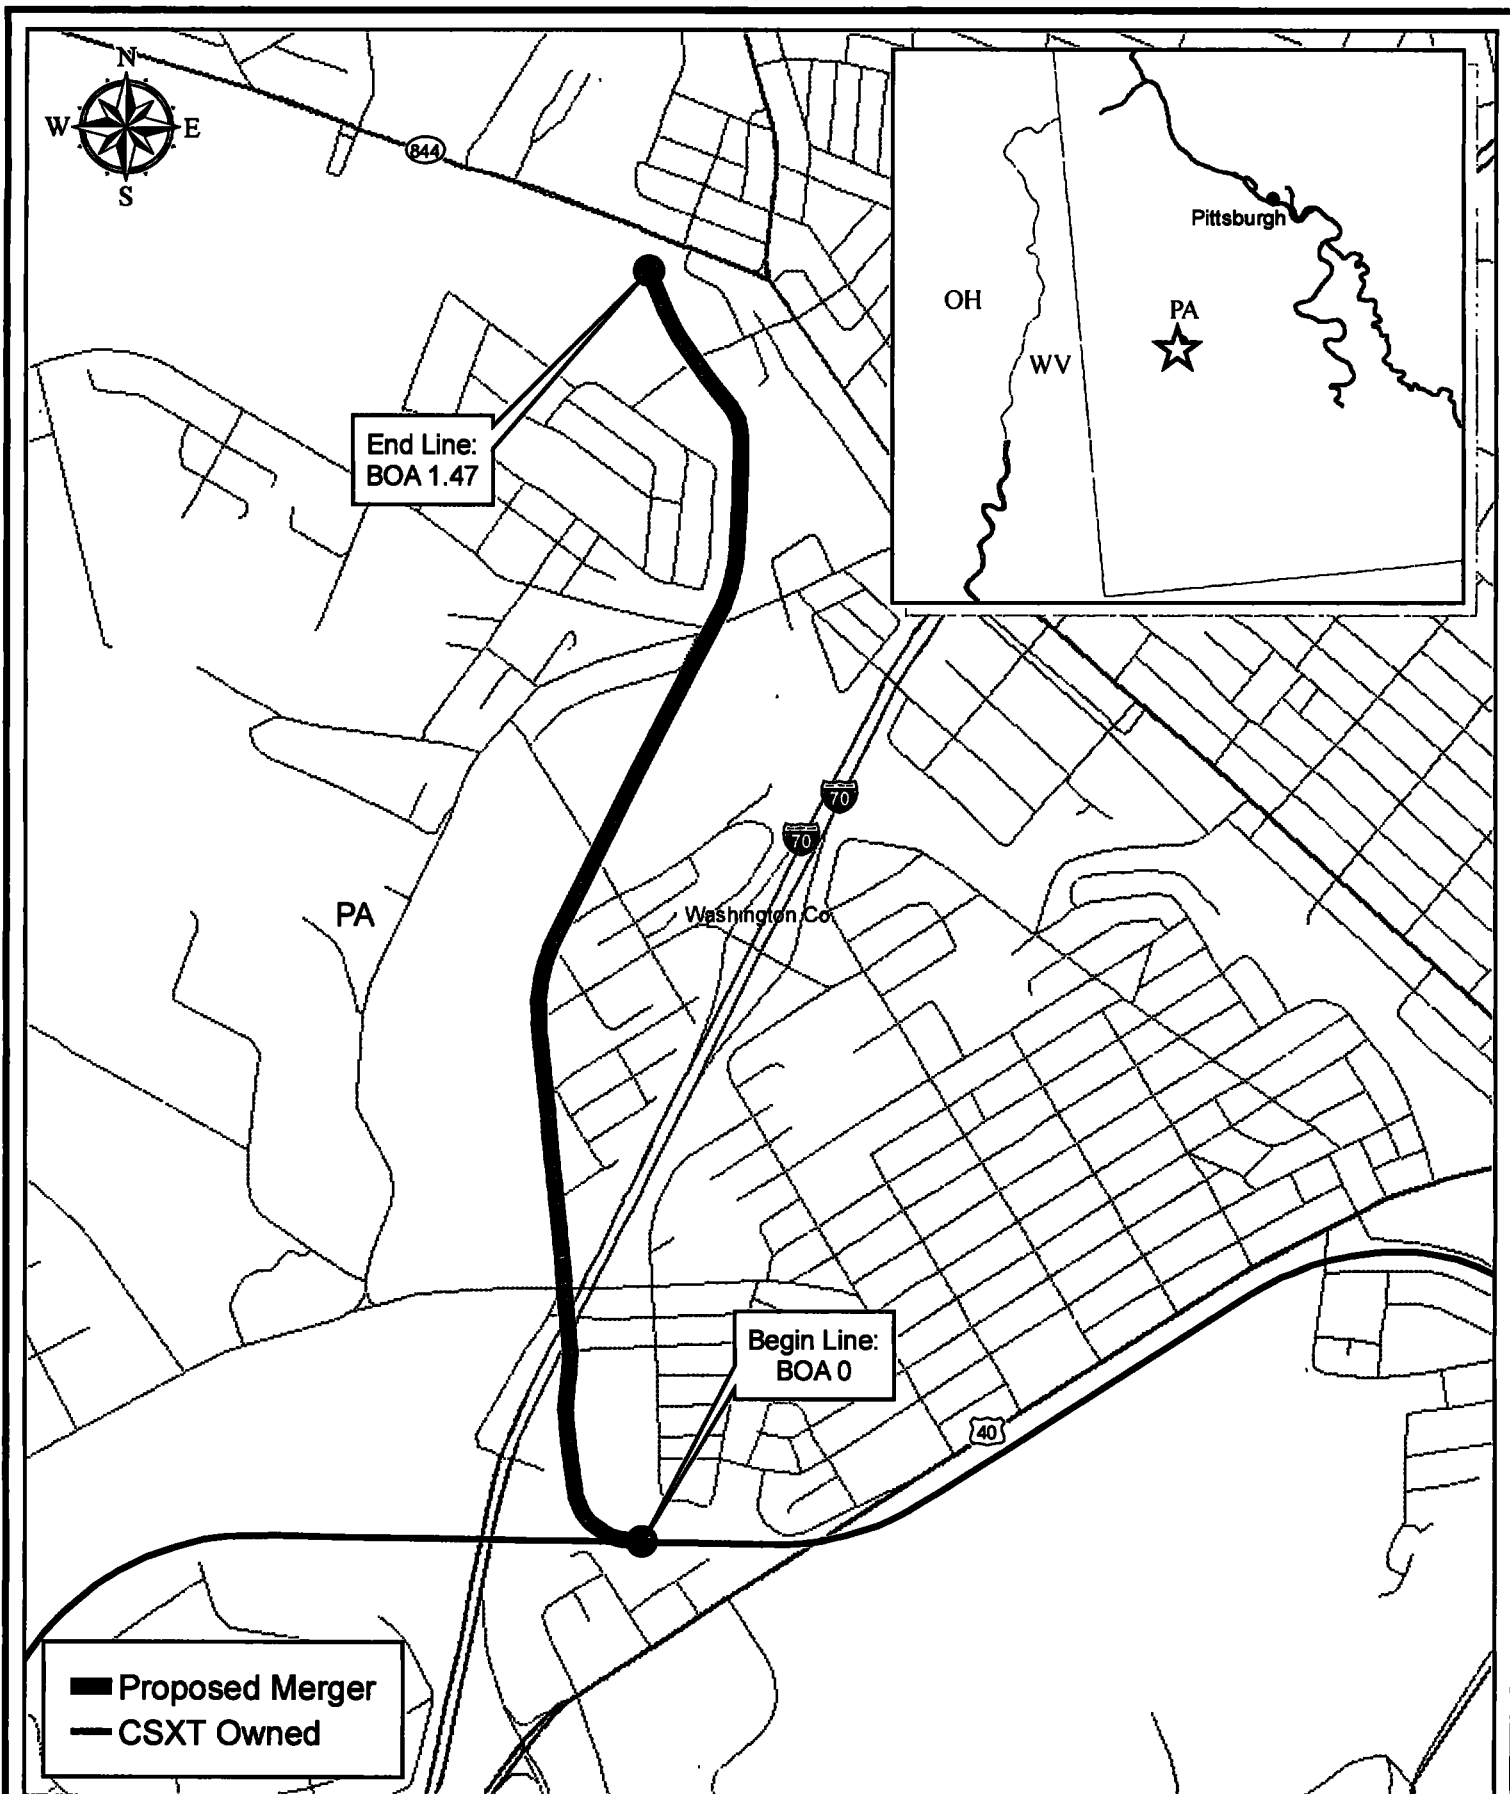 N
W E
S
844
Pittsburgh
OH
PA
WV
End Line:
BOA 1.47
70
70
PA
Washington Co
Begin Line:
BOA 0
40
Proposed Merger
CSXT Owned